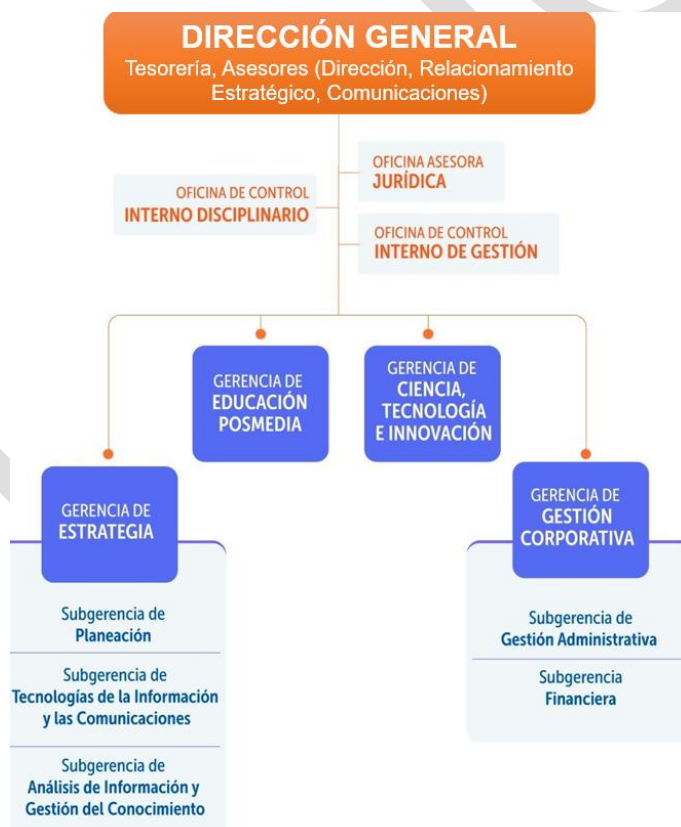 DIRECCIÓN GENERAL
Tesorería, Asesores (Dirección, Relacionamiento
Estratégico, Comunicaciones)
OFICINA ASESORA
JURÍDICA
OFICINA DE CONTROL
INTERNO DISCIPLINARIO
OFICINA DE CONTROL
INTERNO DE GESTIÓN
GERENCIA DE
EDUCACIÓN
POSMEDIA
GERENCIA DE
CIENCIA,
TECNOLOGÍA
E INNOVACIÓN
GERENCIA DE
ESTRATEGIA
GERENCIA DE
GESTIÓN
CORPORATIVA
Subgerencia de
Planeación
Subgerencia de
Tecnologías de la Información
y las Comunicaciones
Subgerencia de
Análisis de Información y
Gestión del Conocimiento
Subgerencia de
Gestión Administrativa
Subgerencia
Financiera